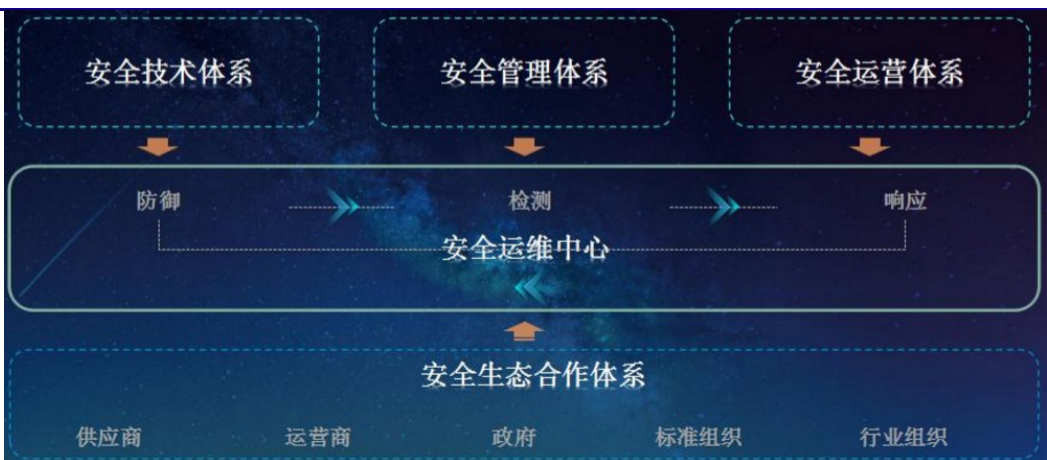 安全技术体系 安全管理体系 安全运营体系
防御 检测 响应
安全运维中心
安全生态合作体系
供应商 运营商 政府 标准组织 行业组织